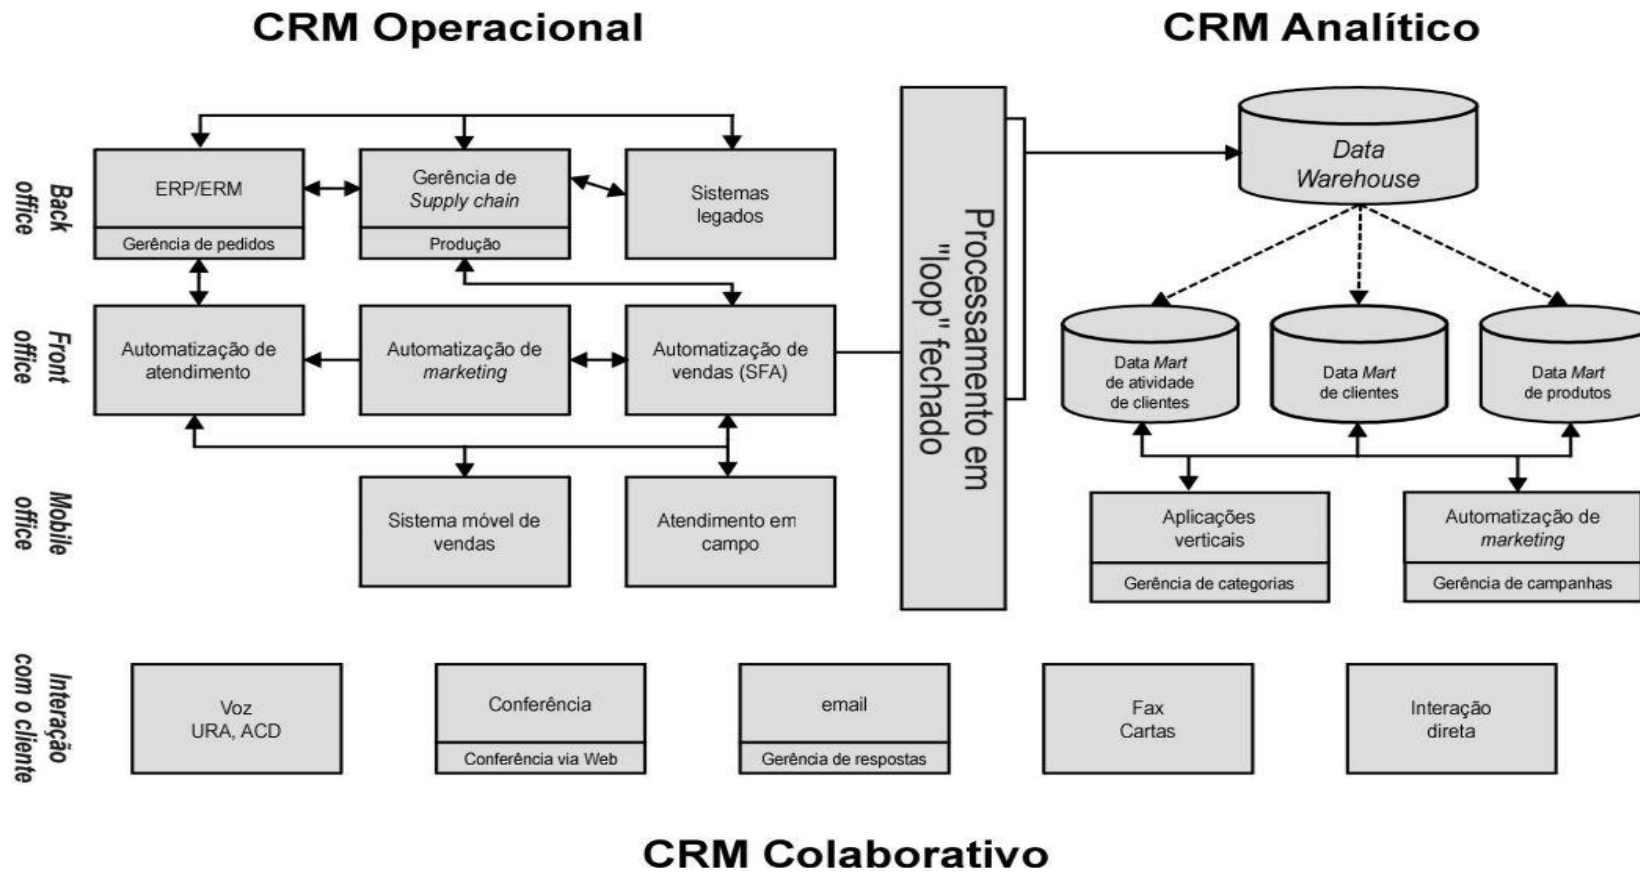 CRM Operacional
CRM Analítico
Back
office
ERP/ERM
Gerência de pedidos
Gerência de
Supply chain
Produção
Sistemas
legados
Front
office
Automatização de
atendimento
Automatização de
marketing
Automatização de
vendas (SFA)
Mobile
office
Sistema móvel de
vendas
Atendimento em
campo
Processamento em
"loop" fechado
Data
Warehouse
Data Mart
de atividade
de clientes
Data Mart
de clientes
Data Mart
de produtos
Aplicações
verticais
Gerência de categorias
Automatização de
marketing
Gerência de campanhas
Interação
com o cliente
Voz
URA, ACD
Conferência
Conferência via Web
email
Gerência de respostas
Fax
Cartas
Interação
direta
CRM Colaborativo